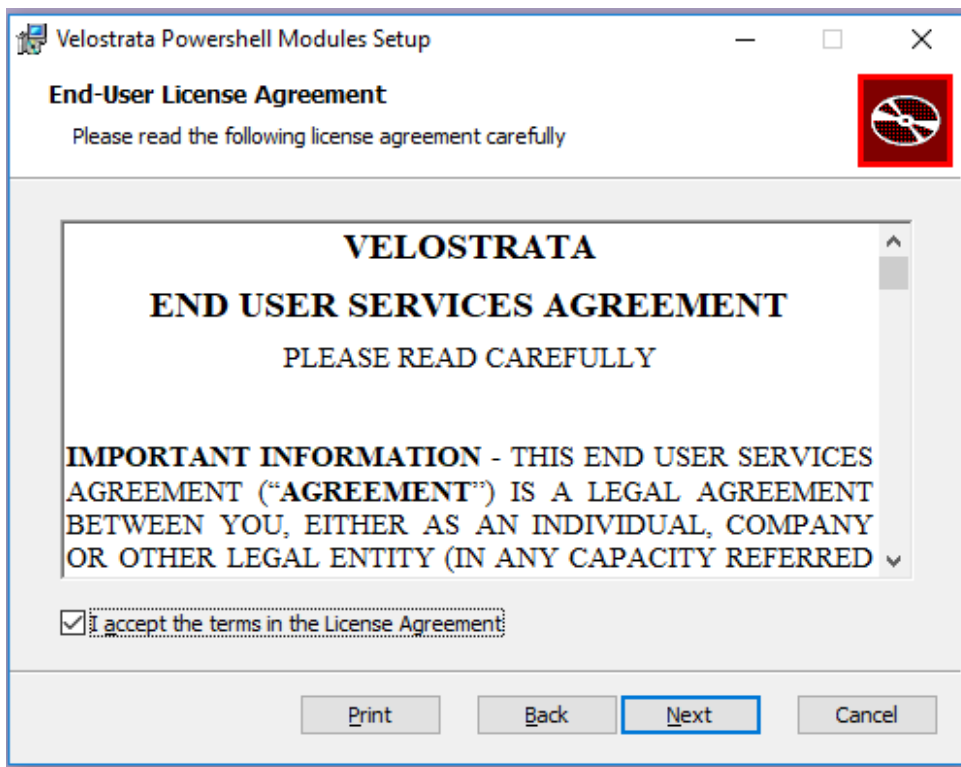 Velostrata Powershell Modules Setup
End-User License Agreement
Please read the following license agreement carefully
VELOSTRATA
END USER SERVICES AGREEMENT
PLEASE READ CAREFULLY
IMPORTANT INFORMATION - THIS END USER SERVICES
AGREEMENT (“AGREEMENT”) IS A LEGAL AGREEMENT
BETWEEN YOU, EITHER AS AN INDIVIDUAL, COMPANY
OR OTHER LEGAL ENTITY (IN ANY CAPACITY REFERRED
I accept the terms in the License Agreement
Print Back Next Cancel